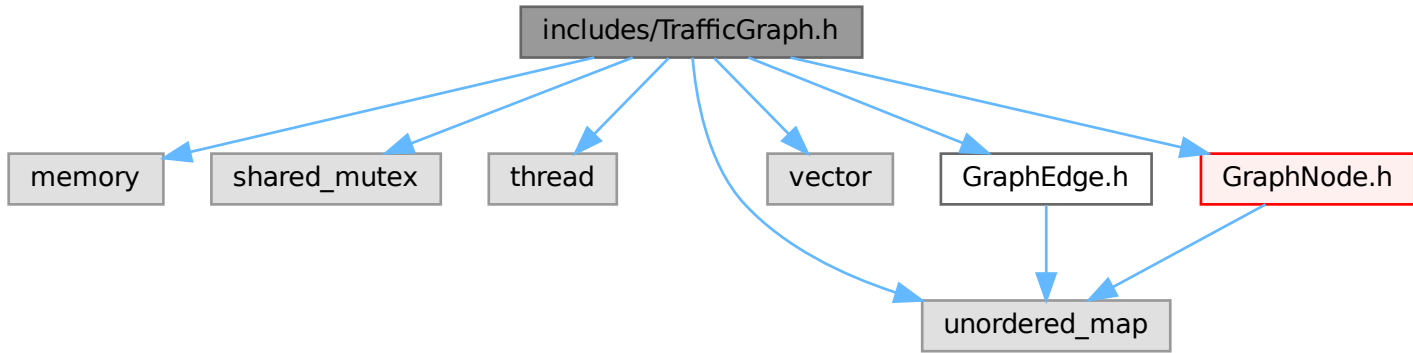 includes/TrafficGraph.h
memory
shared_mutex
thread
vector
GraphEdge.h
GraphNode.h
unordered_map